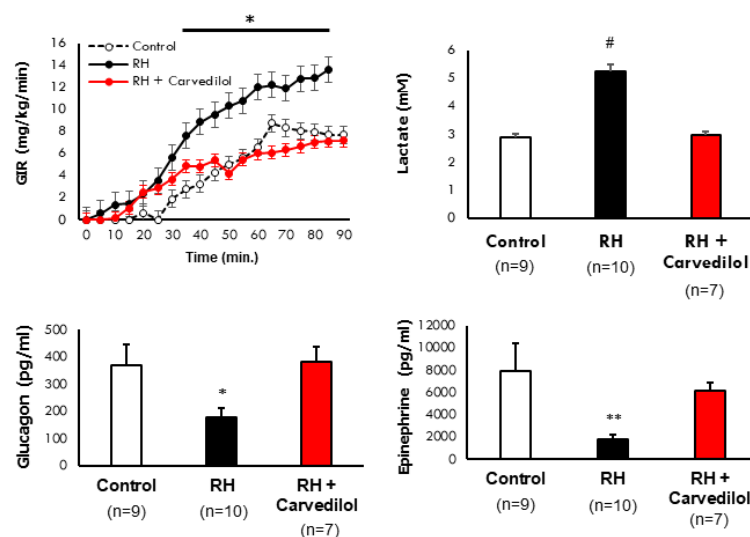 *
GIR (mg/kg/min)
16
14
12
10
8
6
4
2
0
Control
RH
RH + Carvedilol
0 10 20 30 40 50 60 70 80 90
Time (min.)
Lactate (mM)
6
5
4
3
2
1
0
#
Control RH RH +
Carvedilol
(n=9) (n=10) (n=7)
Glucagon (pg/ml)
500
400
300
200
100
0
*
Control RH RH +
Carvedilol
(n=9) (n=10) (n=7)
Epinephrine (pg/ml)
12000
10000
8000
6000
4000
2000
0
**
Control RH RH +
Carvedilol
(n=9) (n=10) (n=7)